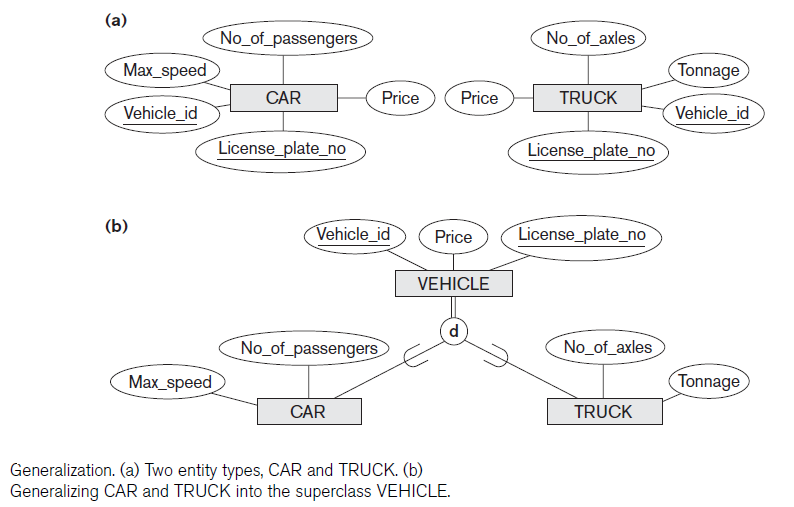 (a)
No_of_passengers
No_of_axles
Max_speed
Tonnage
CAR
Price
Price
TRUCK
Vehicle_id
Vehicle_id
License_plate_no
License_plate_no
(b)
Vehicle_id
Price
License_plate_no
VEHICLE
d
No_of_passengers
No_of_axles
Max_speed
Tonnage
CAR
TRUCK
Generalization. (a) Two entity types, CAR and TRUCK. (b)
Generalizing CAR and TRUCK into the superclass VEHICLE.